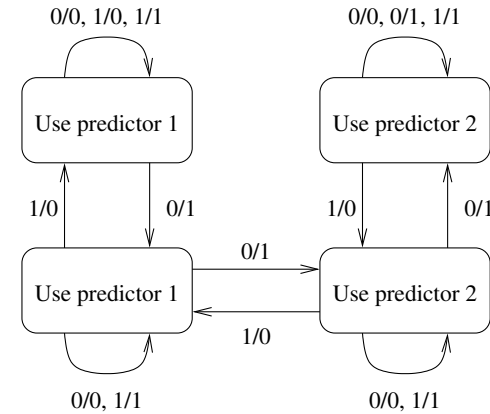 0/0, 1/0, 1/1
0/0, 0/1, 1/1
Use predictor 1
Use predictor 2
1/0
0/1
1/0
0/1
0/1
Use predictor 1
Use predictor 2
1/0
0/0, 1/1
0/0, 1/1